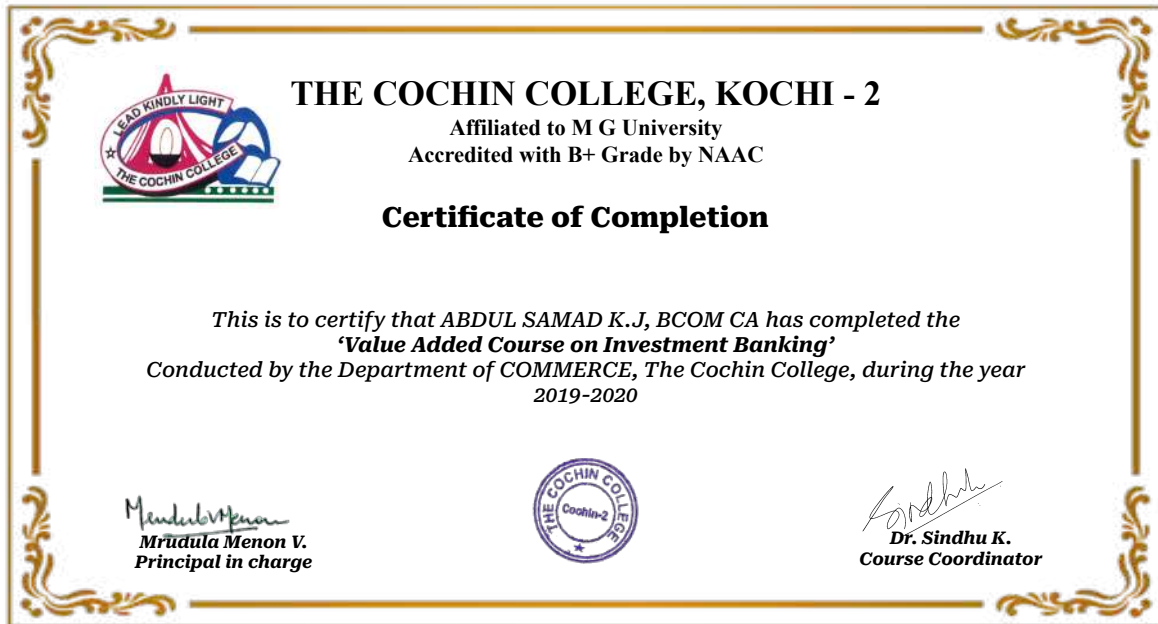 LEAD KINDLY LIGHT
THE COCHIN COLLEGE
THE COCHIN COLLEGE, KOCHI - 2
Affiliated to M G University
Accredited with B+ Grade by NAAC
Certificate of Completion
This is to certify that ABDUL SAMAD K.J, BCOM CA has completed the
‘Value Added Course on Investment Banking’
Conducted by the Department of COMMERCE, The Cochin College, during the year
2019-2020
THE COCHIN COLLEGE
Cochin-2
Sindhu
Mrudula Menon V.
Principal in charge
Dr. Sindhu K.
Course Coordinator